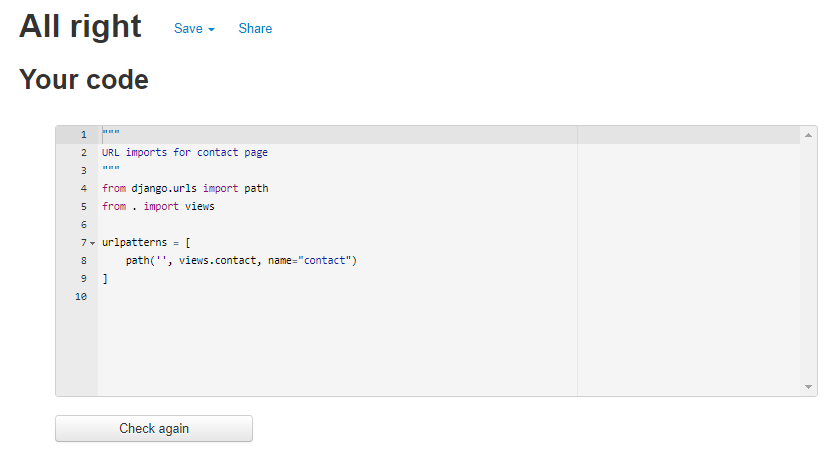 All right Save Share
Your code
1 """
2 URL imports for contact page
3 """
4 from django.urls import path
5 from . import views
6
7 urlpatterns = [
8 path('', views.contact, name="contact")
9 ]
10
Check again